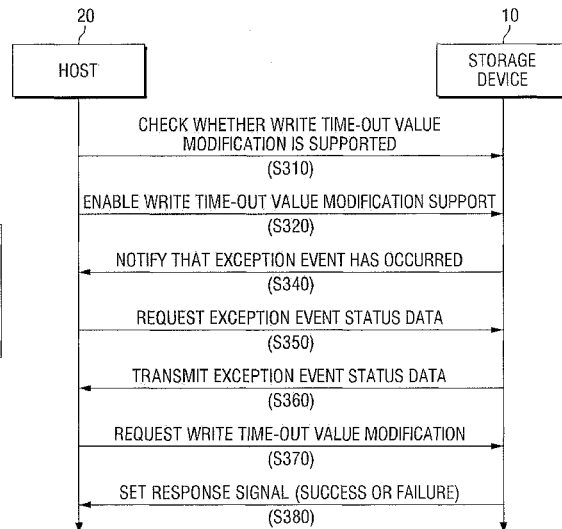 20
10
HOST
STORAGE
DEVICE
CHECK WHETHER WRITE TIME-OUT VALUE
MODIFICATION IS SUPPORTED
(S310)
ENABLE WRITE TIME-OUT VALUE MODIFICATION SUPPORT
(S320)
NOTIFY THAT EXCEPTION EVENT HAS OCCURRED
(S340)
REQUEST EXCEPTION EVENT STATUS DATA
(S350)
TRANSMIT EXCEPTION EVENT STATUS DATA
(S360)
REQUEST WRITE TIME-OUT VALUE MODIFICATION
(S370)
SET RESPONSE SIGNAL (SUCCESS OR FAILURE)
(S380)